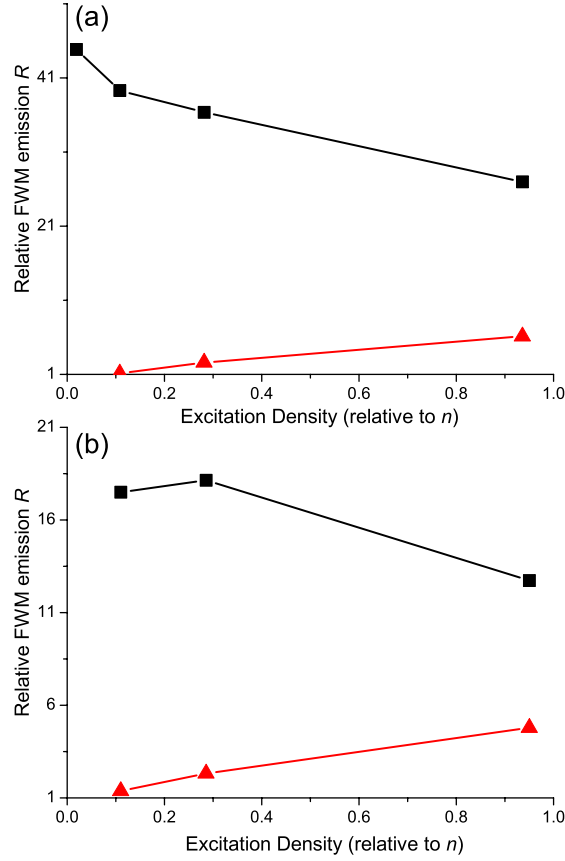 (a)
Relative FWM emission R
41
21
1
0.0 0.2 0.4 0.6 0.8 1.0
Excitation Density (relative to n)
(b)
Relative FWM emission R
21
16
11
6
1
0.0 0.2 0.4 0.6 0.8 1.0
Excitation Density (relative to n)